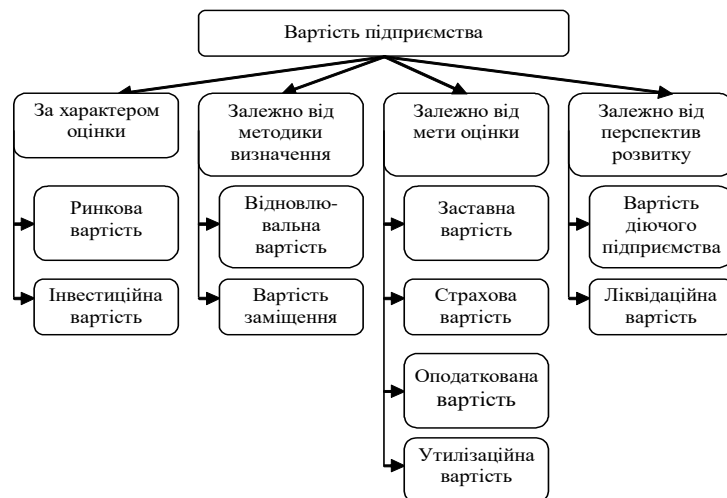 Вартість підприємства
За характером
оцінки
Залежно від
методики
визначення
Залежно від
мети оцінки
Залежно від
перспектив
розвитку
Ринкова
вартість
Відновлю-
вальна
вартість
Заставна
вартість
Вартість
діючого
підприємства
Інвестиційна
вартість
Вартість
заміщення
Страхова
вартість
Ліквідаційна
вартість
Оподаткована
вартість
Утилізаційна
вартість